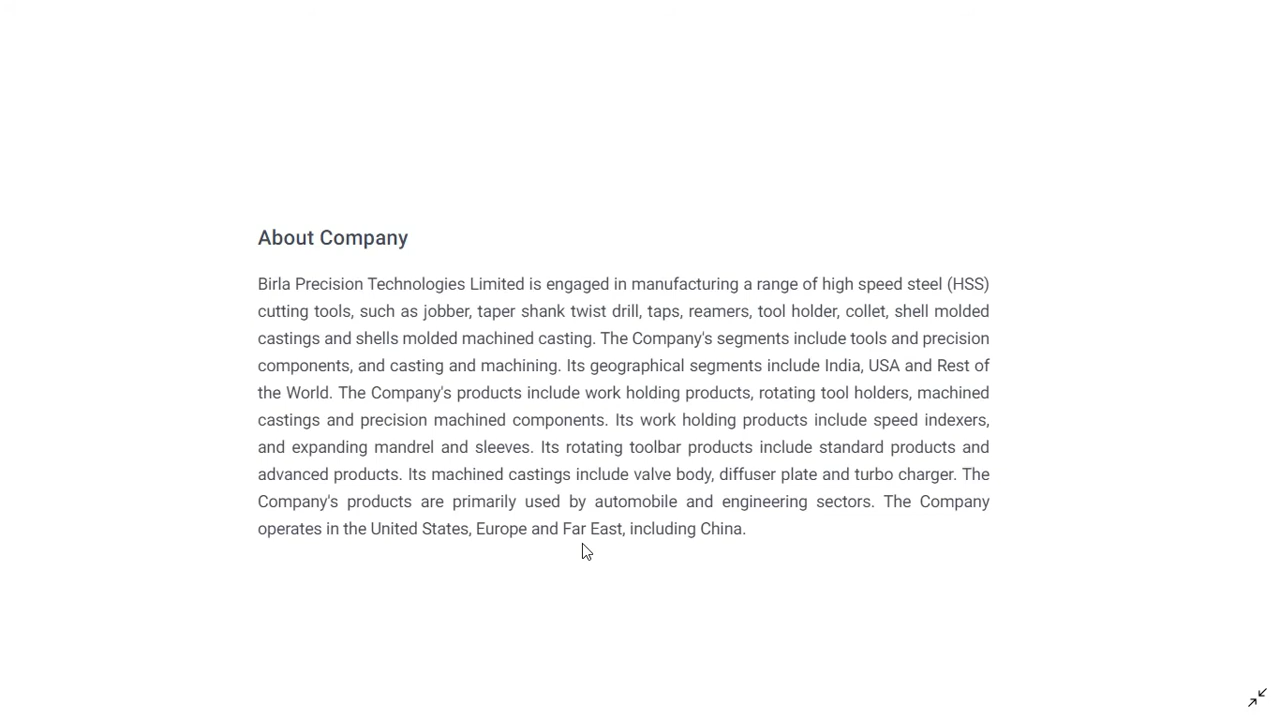 About Company
Birla Precision Technologies Limited is engaged in manufacturing a range of high speed steel (HSS)
cutting tools, such as jobber, taper shank twist drill, taps, reamers, tool holder, collet, shell molded
castings and shells molded machined casting. The Company's segments include tools and precision
components, and casting and machining. Its geographical segments include India, USA and Rest of
the World. The Company's products include work holding products, rotating tool holders, machined
castings and precision machined components. Its work holding products include speed indexers,
and expanding mandrel and sleeves. Its rotating toolbar products include standard products and
advanced products. Its machined castings include valve body, diffuser plate and turbo charger. The
Company's products are primarily used by automobile and engineering sectors. The Company
operates in the United States, Europe and Far East, including China.